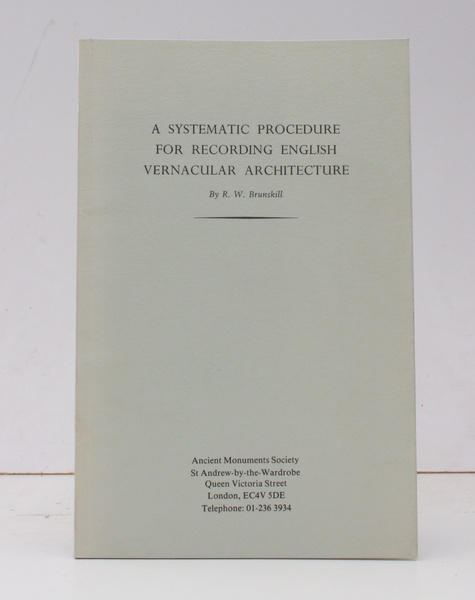 A SYSTEMATIC PROCEDURE
FOR RECORDING ENGLISH
VERNACULAR ARCHITECTURE
By R. W. Brunskill
Ancient Monuments Society
St Andrew-by-the-Wardrobe
Queen Victoria Street
London, EC4V 5DE
Telephone: 01-236 3934